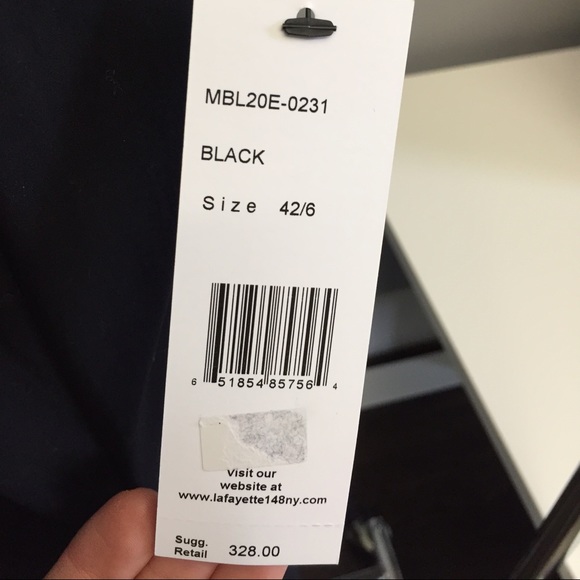 MBL20E-0231
BLACK
Size 42/6
6 51854 85756 4
Visit our
website at
www.lafayette148ny.com
Sugg.
Retail 328.00